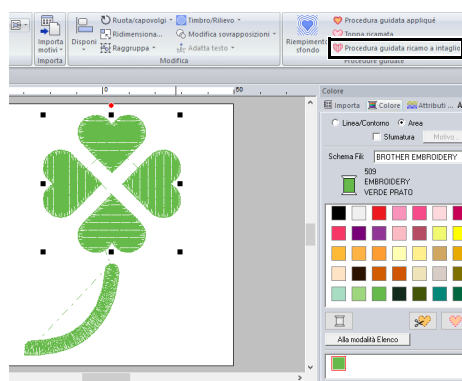 Ruota/capovolgi
Timbro/Rilievo
Procedura guidata appliqué
Ridimensiona...
Modifica sovrapposizioni
Toppa ricamo
Importa motivi
Disponi
Raggruppa
Adatta testo
Riempimento sfondo
Procedura guidata ricamo a intaglio
Importa
Modifica
Procedure guidate
0
50
Colore
Importa
Colore
Attributi ...
Linea/Contorno
Area
Sfumatura
Motivo...
Schema Fili:
BROTHER EMBROIDERY
509
EMBROIDERY
VERDE PRATO
Alla modalità Elenco